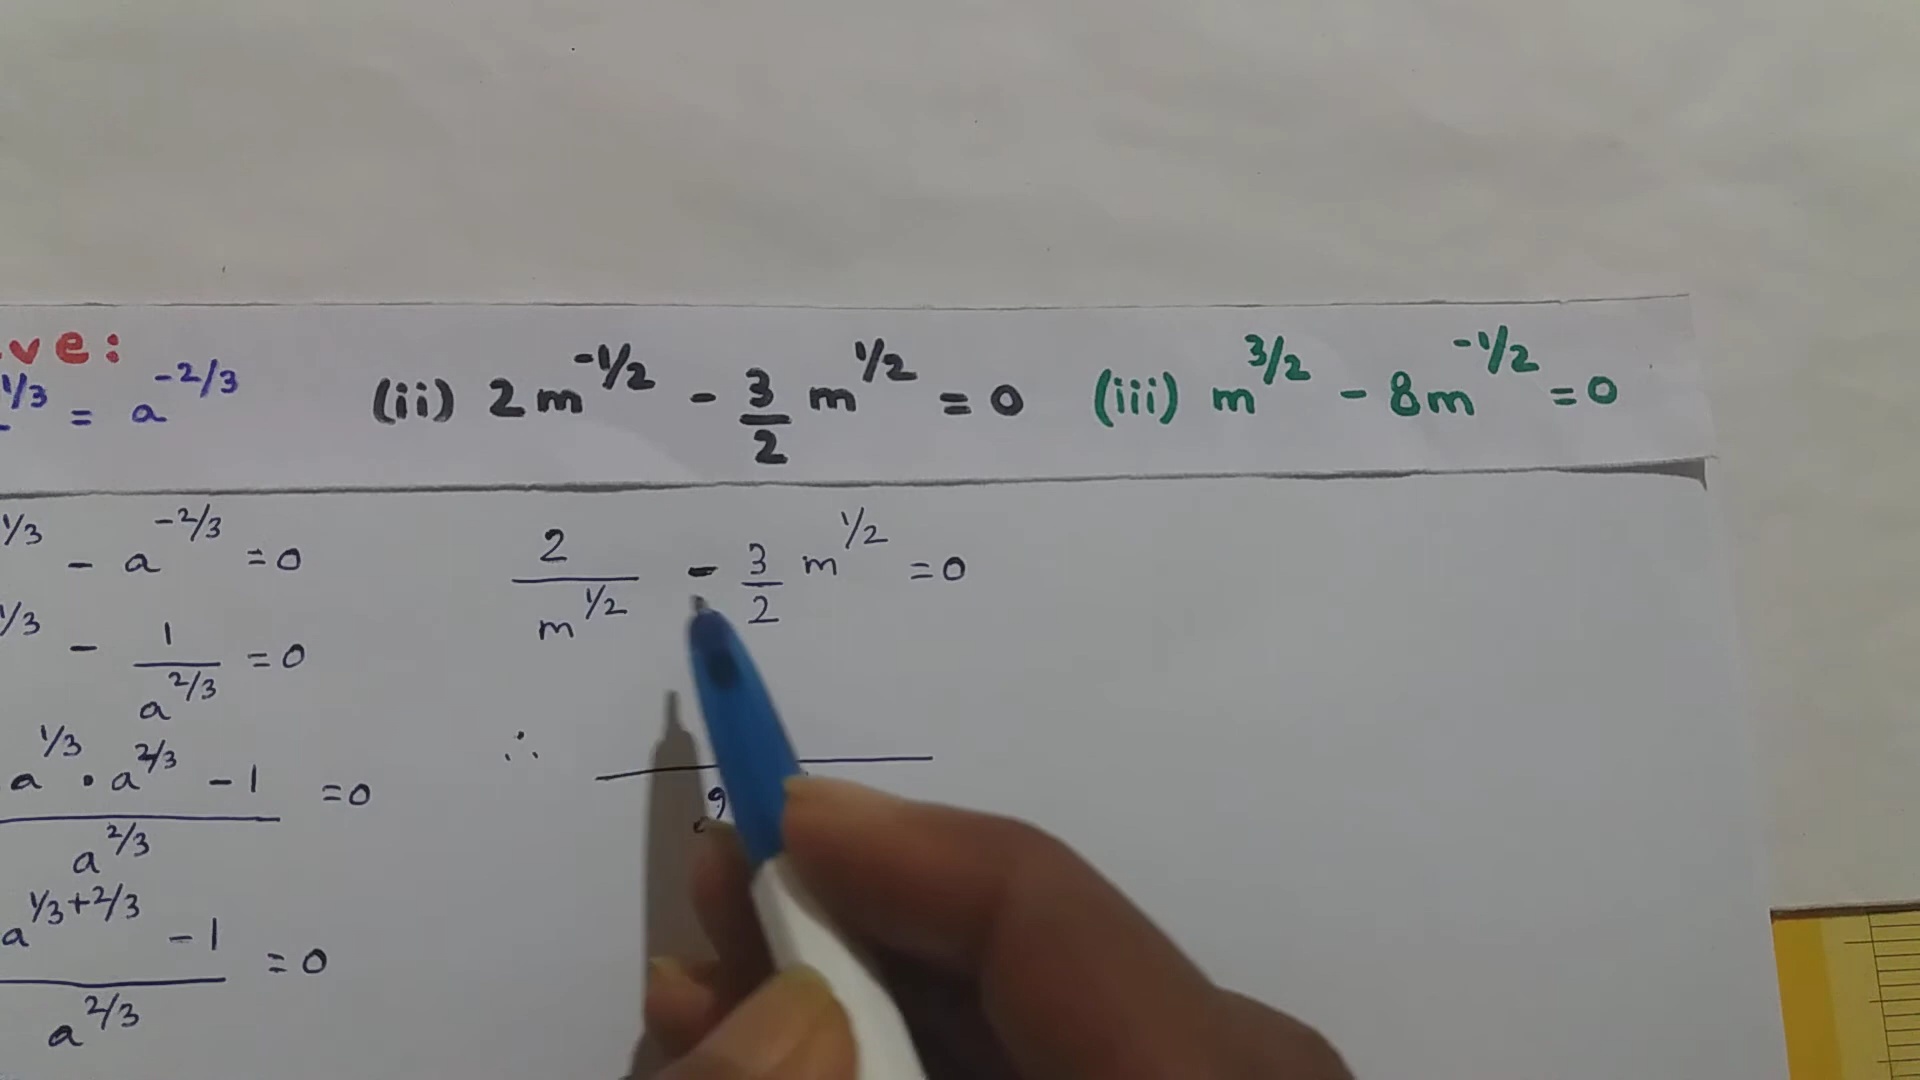 ve:
1/3 = a^-2/3 (ii) 2m^-1/2 - 3/2 m^1/2 = 0 (iii) m^3/2 - 8m^-1/2 = 0
1/3 - a^-2/3 = 0
1/3 - 1/a^2/3 = 0
a^1/3 . a^2/3 - 1 / a^2/3 = 0
a^1/3+2/3 - 1 / a^2/3 = 0
2/m^1/2 - 3/2 m^1/2 = 0
∴